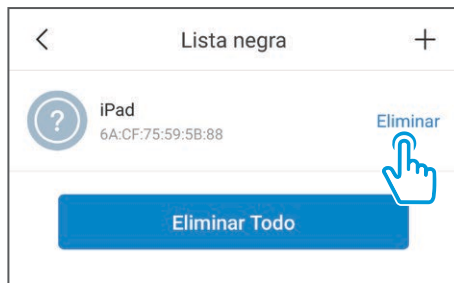 Lista negra
iPad
6A:CF:75:59:5B:88
Eliminar
Eliminar Todo